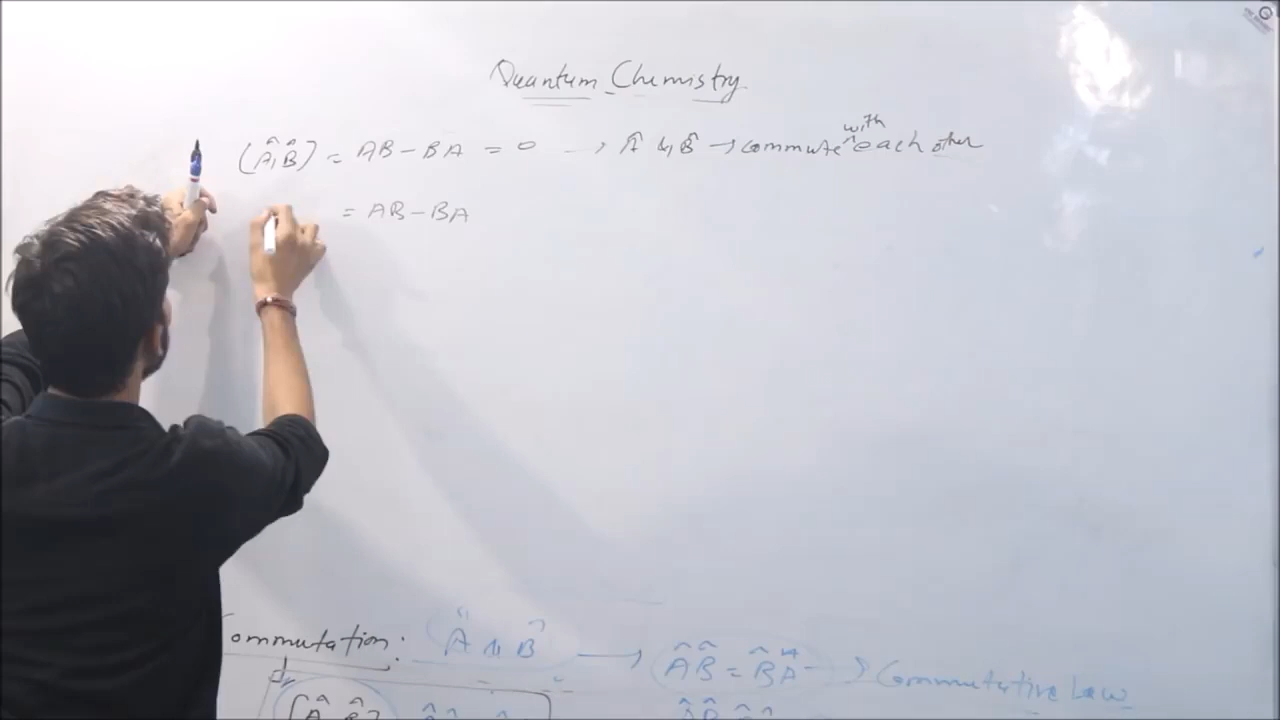 Quantum Chemistry
with
(Â,B̂) = AB - BA = 0 → Â & B̂ → commute ^ each other
= AB - BA
Commutation: Â & B̂ → ÂB̂ = B̂Â → Commutative Law
[Â B̂]